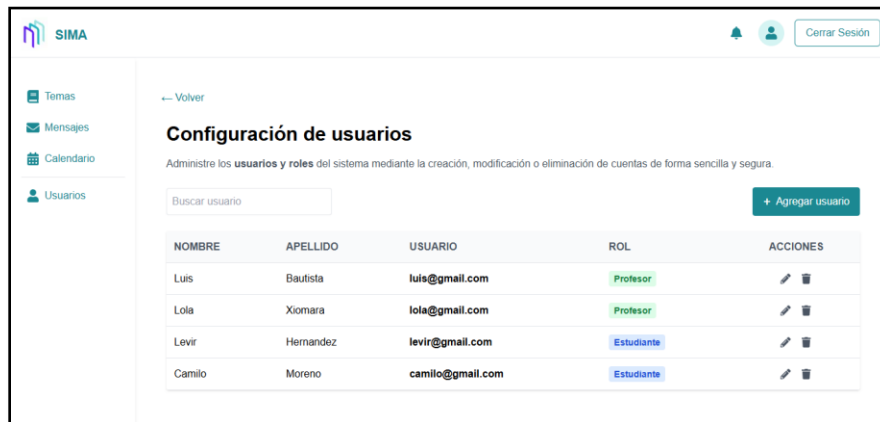 SIMA
Cerrar Sesión
Temas
Mensajes
Calendario
Usuarios
← Volver
Configuración de usuarios
Administre los usuarios y roles del sistema mediante la creación, modificación o eliminación de cuentas de forma sencilla y segura.
Buscar usuario
+ Agregar usuario
NOMBRE APELLIDO USUARIO ROL ACCIONES
Luis Bautista luis@gmail.com Profesor
Lola Xiomara lola@gmail.com Profesor
Levir Hernandez levir@gmail.com Estudiante
Camilo Moreno camilo@gmail.com Estudiante